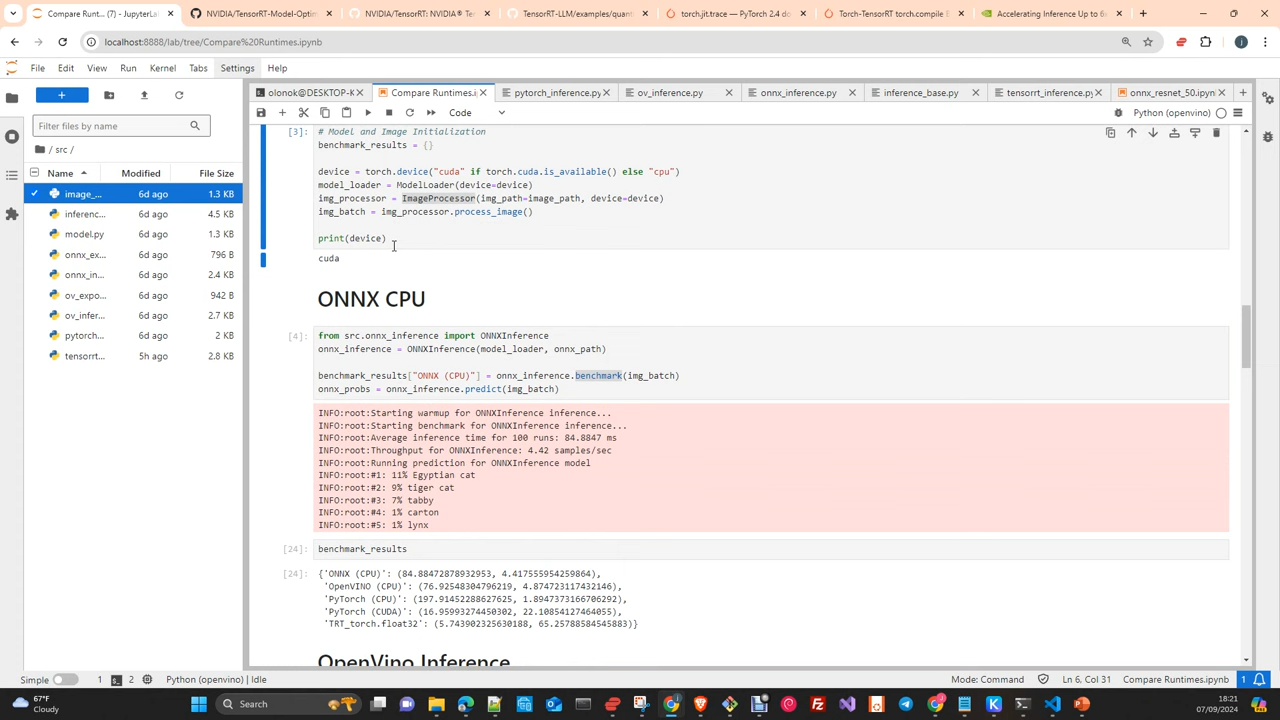 Compare Runtimes.ipynb (7) - JupyterLa
NVIDIA/TensorRT-Model-Optim
NVIDIA/TensorRT: NVIDIA® Te
TensorRT-LLM/examples/quant
torch.jit.trace — PyTorch 2.4 do
Torch-TensorRT torch.compile B
Accelerating Inference Up to 6x
localhost:8888/lab/tree/Compare%20Runtimes.ipynb
File Edit View Run Kernel Tabs Settings Help
olonok@DESKTOP-K
Compare Runtimes.i
pytorch_inference.py
ov_inference.py
onnx_inference.py
inference_base.py
tensorrt_inference.p
onnx_resnet_50.ipynb
Code
Python (openvino)
Filter files by name
/ src /
Name Modified File Size
image_... 6d ago 1.3 KB
inferenc... 6d ago 4.5 KB
model.py 6d ago 1.3 KB
onnx_ex... 6d ago 796 B
onnx_in... 6d ago 2.4 KB
ov_expo... 6d ago 942 B
ov_infer... 6d ago 2.7 KB
pytorch... 6d ago 2 KB
tensorrt... 5h ago 2.8 KB
[3]: # Model and Image Initialization
benchmark_results = {}
device = torch.device("cuda" if torch.cuda.is_available() else "cpu")
model_loader = ModelLoader(device=device)
img_processor = ImageProcessor(img_path=image_path, device=device)
img_batch = img_processor.process_image()
print(device)
cuda
ONNX CPU
[4]: from src.onnx_inference import ONNXInference
onnx_inference = ONNXInference(model_loader, onnx_path)
benchmark_results["ONNX (CPU)"] = onnx_inference.benchmark(img_batch)
onnx_probs = onnx_inference.predict(img_batch)
INFO:root:Starting warmup for ONNXInference inference...
INFO:root:Starting benchmark for ONNXInference inference...
INFO:root:Average inference time for 100 runs: 84.8847 ms
INFO:root:Throughput for ONNXInference: 4.42 samples/sec
INFO:root:Running prediction for ONNXInference model
INFO:root:#1: 11% Egyptian cat
INFO:root:#2: 9% tiger cat
INFO:root:#3: 7% tabby
INFO:root:#4: 1% carton
INFO:root:#5: 1% lynx
[24]: benchmark_results
[24]: {'ONNX (CPU)': (84.88472878932953, 4.417555954259864),
'OpenVINO (CPU)': (76.92548304796219, 4.874723117432146),
'PyTorch (CPU)': (197.91452288627625, 1.8947373166706292),
'PyTorch (CUDA)': (16.95993274450302, 22.10854127464055),
'TRT_torch.float32': (5.743902325630188, 65.25788584545883)}
OpenVino Inference
Simple 1 2 Python (openvino) | Idle
Mode: Command Ln 6, Col 31 Compare Runtimes.ipynb 1
67°F
Cloudy
Search
18:21
07/09/2024